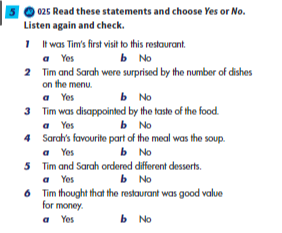 5 025 Read these statements and choose Yes or No.
Listen again and check.
1 It was Tim's first visit to this restaurant.
a Yes b No
2 Tim and Sarah were surprised by the number of dishes
on the menu.
a Yes b No
3 Tim was disappointed by the taste of the food.
a Yes b No
4 Sarah's favourite part of the meal was the soup.
a Yes b No
5 Tim and Sarah ordered different desserts.
a Yes b No
6 Tim thought that the restaurant was good value
for money.
a Yes b No